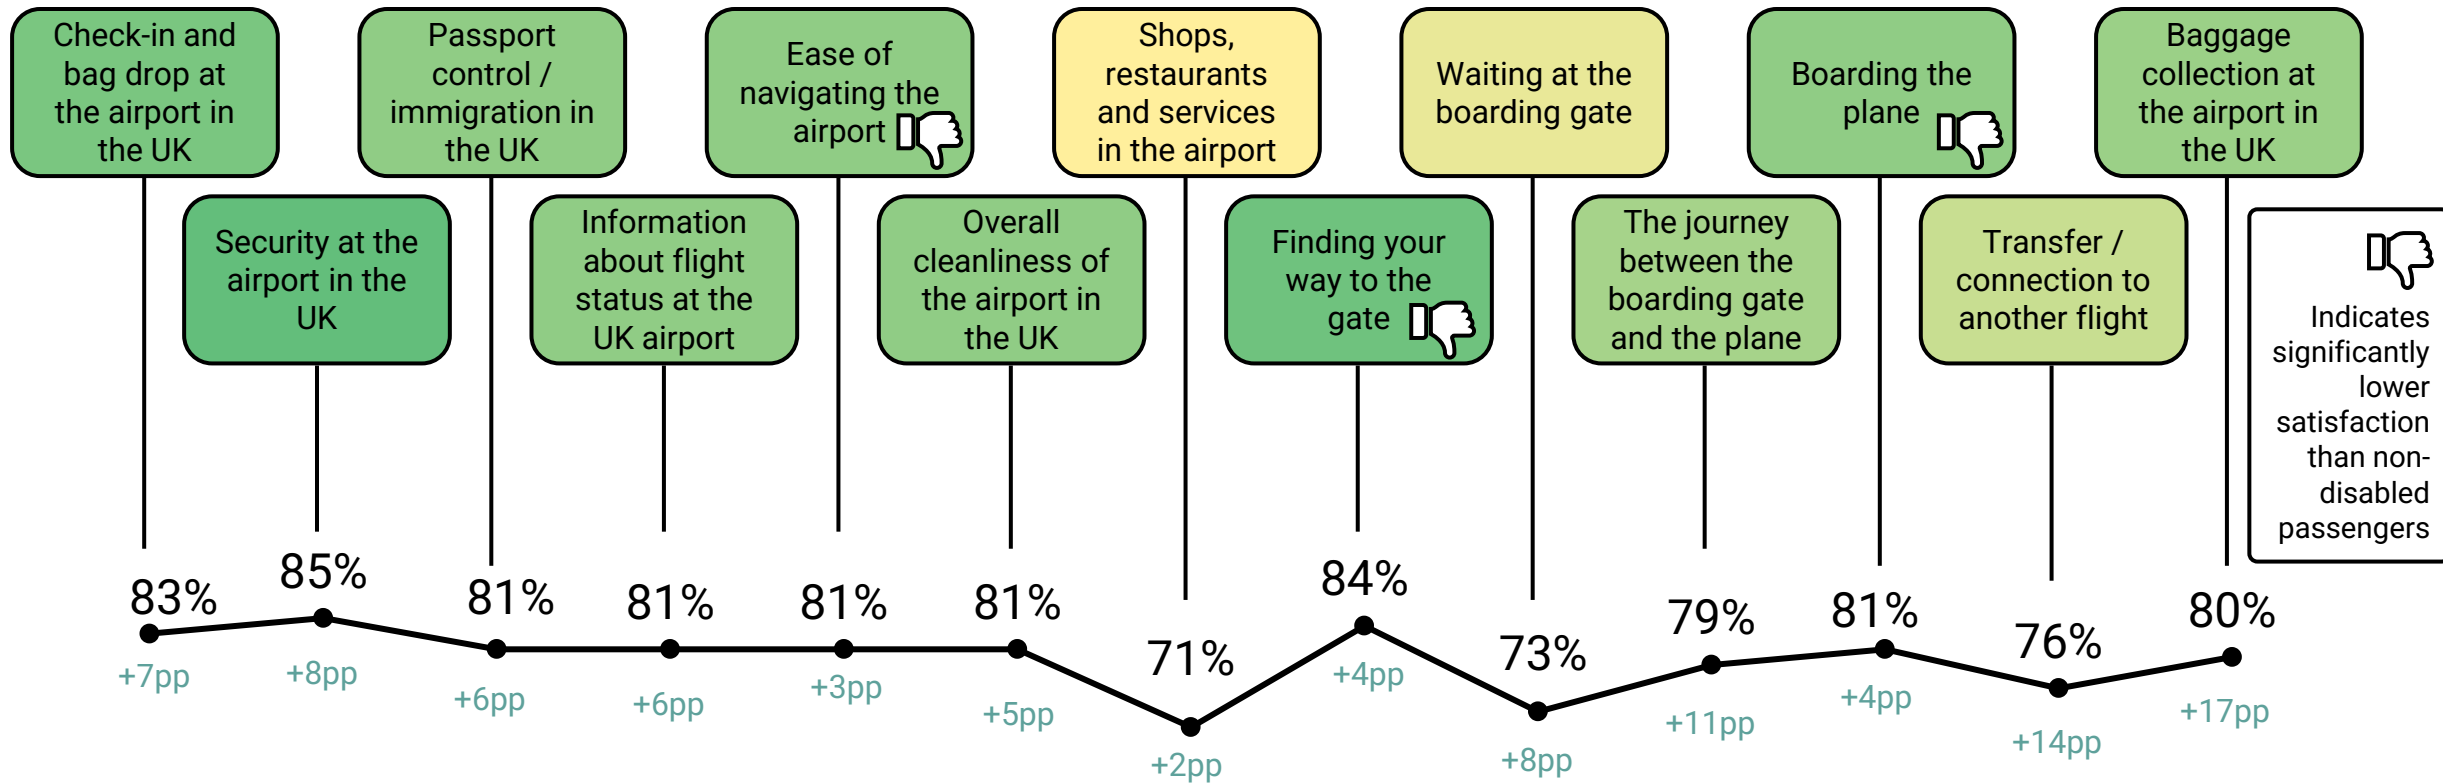 Check-in and
bag drop at
the airport in
the UK
Passport
control /
immigration in
the UK
Ease of
navigating the
airport
Shops,
restaurants
and services
in the airport
Waiting at the
boarding gate
Boarding the
plane
Baggage
collection at
the airport in
the UK
Security at the
airport in the
UK
Information
about flight
status at the
UK airport
Overall
cleanliness of
the airport in
the UK
Finding your
way to the
gate
The journey
between the
boarding gate
and the plane
Transfer /
connection to
another flight
Indicates
significantly
lower
satisfaction
than non-
disabled
passengers
83%
85%
81%
81%
81%
81%
71%
84%
73%
79%
81%
76%
80%
+7pp
+8pp
+6pp
+6pp
+3pp
+5pp
+2pp
+4pp
+8pp
+11pp
+4pp
+14pp
+17pp